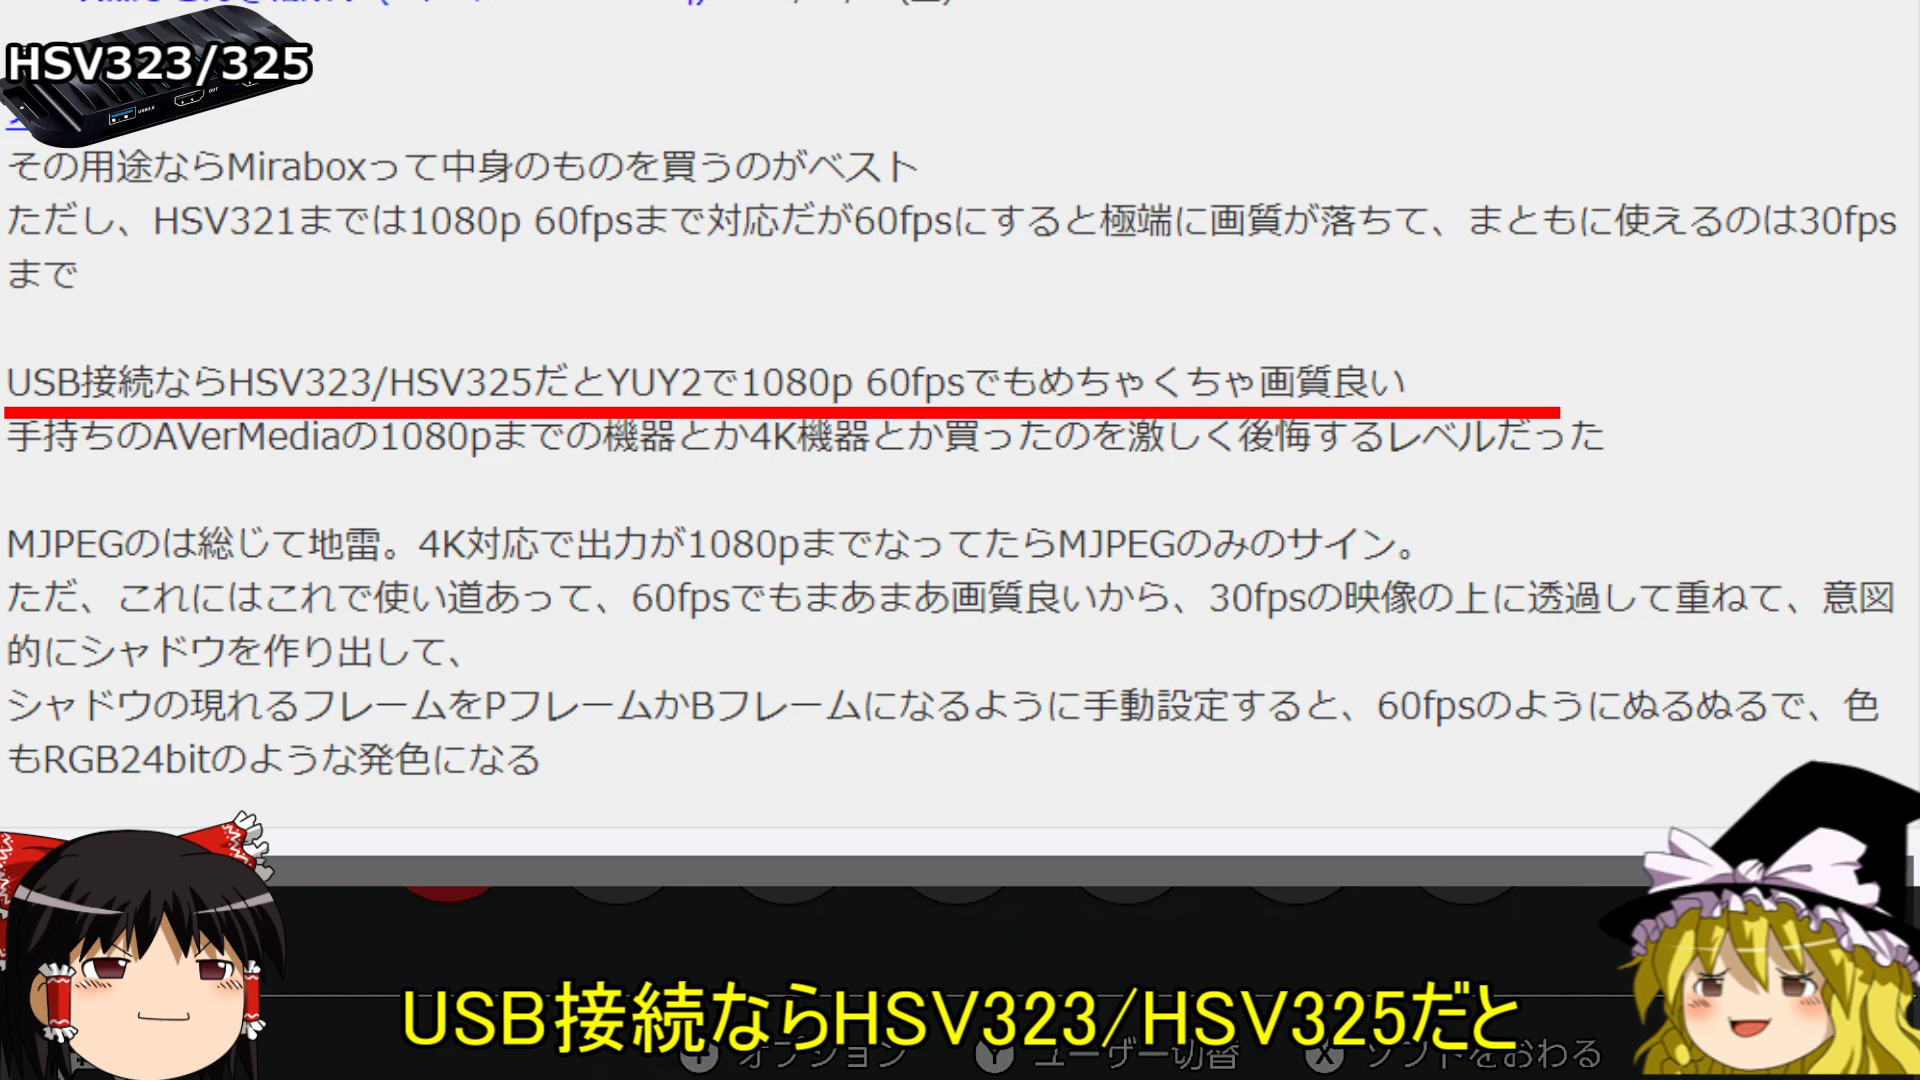 HSV323/325
その用途ならMiraboxって中身のものを買うのがベスト
ただし、HSV321までは1080p 60fpsまで対応だが60fpsにすると極端に画質が落ちて、まともに使えるのは30fps
まで
USB接続ならHSV323/HSV325だとYUY2で1080p 60fpsでもめちゃくちゃ画質良い
手持ちのAVerMediaの1080pまでの機器とか4K機器とか買ったのを激しく後悔するレベルだった
MJPEGのは総じて地雷。4K対応で出力が1080pまでなってたらMJPEGのみのサイン。
ただ、これにはこれで使い道あって、60fpsでもまあまあ画質良いから、30fpsの映像の上に透過して重ねて、意図
的にシャドウを作り出して、
シャドウの現れるフレームをPフレームかBフレームになるように手動設定すると、60fpsのようにぬるぬるで、色
もRGB24bitのような発色になる
USB接続ならHSV323/HSV325だと
オプション Y ユーザー切替 X ソフトをおわる